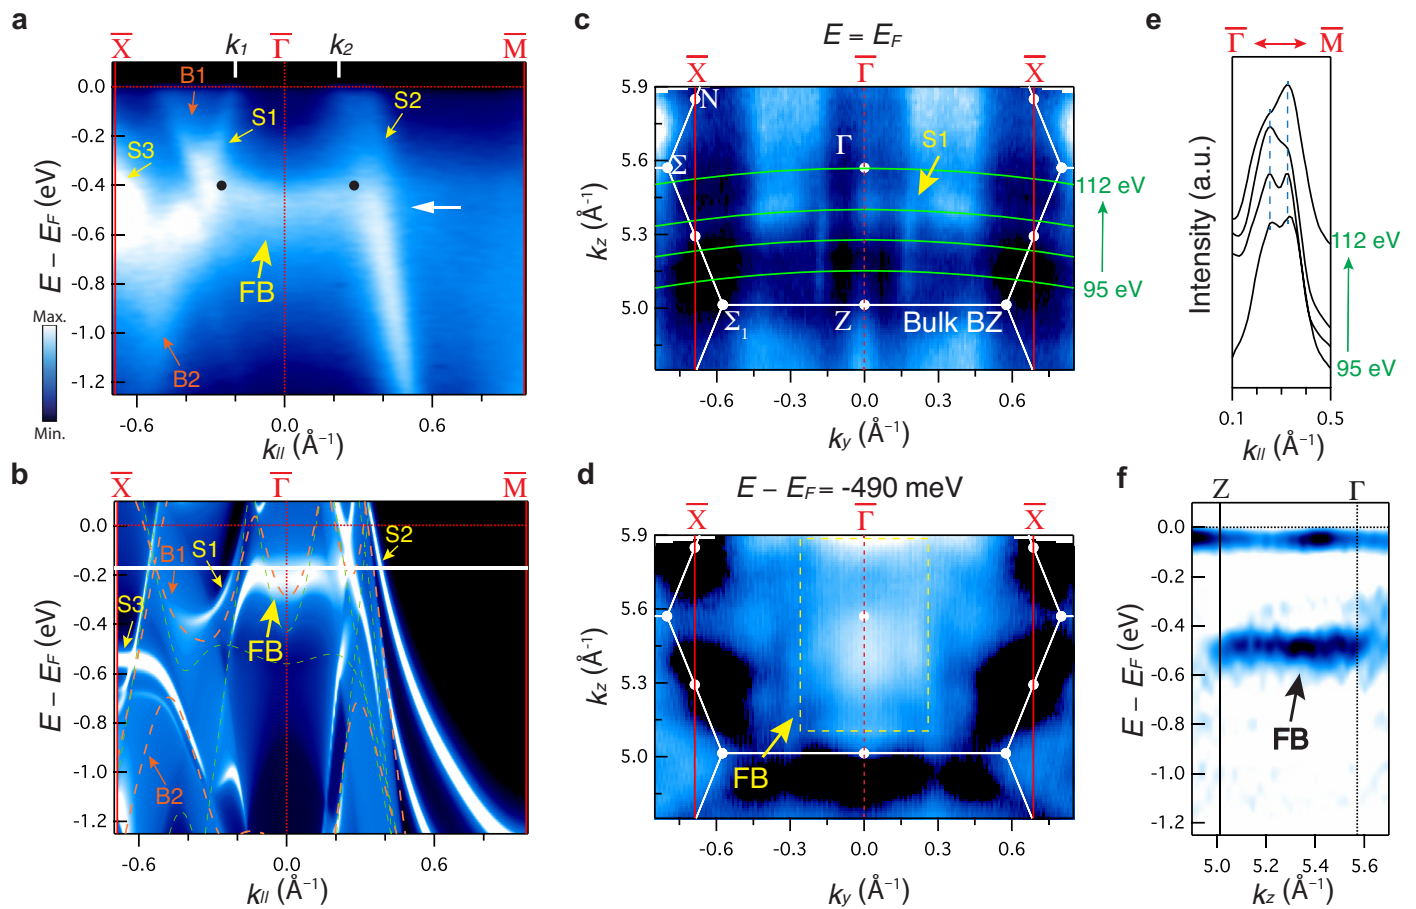 a
X̅ k1 Γ̅ k2 M̅
B1
S1
S2
S3
FB
B2
0.0
-0.2
-0.4
-0.6
-0.8
-1.0
-1.2
E − EF (eV)
Max.
Min.
-0.6 0.0 0.6
k// (Å⁻¹)
b
X̅ Γ̅ M̅
B1
S1
S2
S3
FB
B2
0.0
-0.2
-0.4
-0.6
-0.8
-1.0
-1.2
E − EF (eV)
-0.6 0.0 0.6
k// (Å⁻¹)
c
E = EF
X̅ Γ̅ X̅
N
Γ
S1
Σ
Σ1
Z
Bulk BZ
112 eV
95 eV
5.9
5.6
5.3
5.0
kz (Å⁻¹)
-0.6 -0.3 0.0 0.3 0.6
ky (Å⁻¹)
d
E − EF = -490 meV
X̅ Γ̅ X̅
FB
5.9
5.6
5.3
5.0
kz (Å⁻¹)
-0.6 -0.3 0.0 0.3 0.6
ky (Å⁻¹)
e
Γ̅ M̅
Intensity (a.u.)
112 eV
95 eV
0.1 0.5
k// (Å⁻¹)
f
Z Γ
FB
0.0
-0.2
-0.4
-0.6
-0.8
-1.0
-1.2
E − EF (eV)
5.0 5.2 5.4 5.6
kz (Å⁻¹)